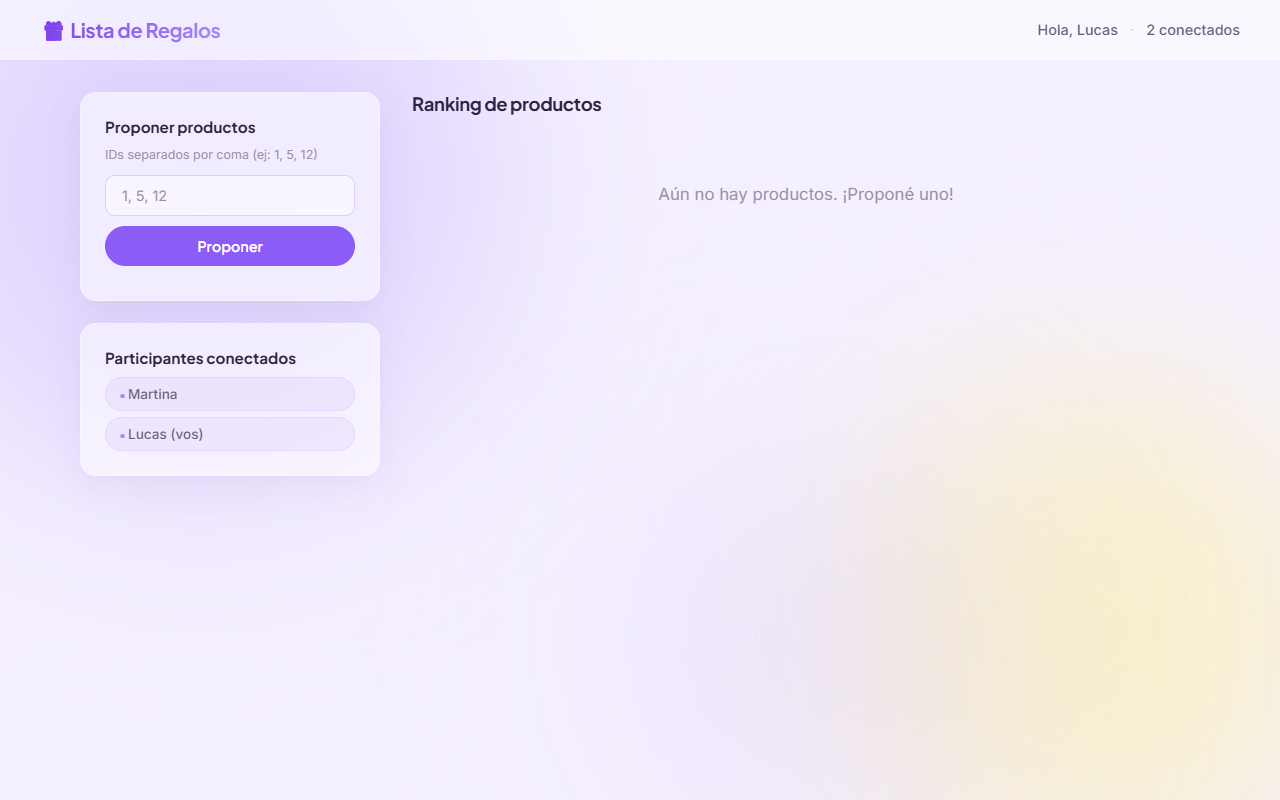 Lista de Regalos
Hola, Lucas · 2 conectados
Proponer productos
IDs separados por coma (ej: 1, 5, 12)
1, 5, 12
Proponer
Participantes conectados
Martina
Lucas (vos)
Ranking de productos
Aún no hay productos. ¡Proponé uno!